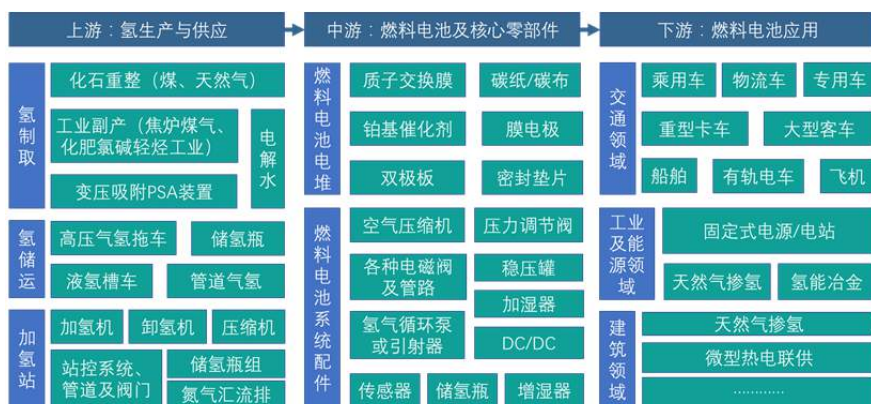 上游：氢生产与供应
氢制取
化石重整（煤、天然气）
工业副产（焦炉煤气、
化肥氯碱轻烃工业）
变压吸附PSA装置
电解水
氢储运
高压气氢拖车
储氢瓶
液氢槽车
管道气氢
加氢站
加氢机
卸氢机
压缩机
站控系统、
管道及阀门
储氢瓶组
氮气汇流排
中游：燃料电池及核心零部件
燃料电池电堆
质子交换膜
碳纸/碳布
铂基催化剂
膜电极
双极板
密封垫片
燃料电池系统配件
空气压缩机
压力调节阀
各种电磁阀
及管路
稳压罐
加湿器
氢气循环泵
或引射器
DC/DC
传感器
储氢瓶
增湿器
下游：燃料电池应用
交通领域
乘用车
物流车
专用车
重型卡车
大型客车
船舶
有轨电车
飞机
工业
及能
源领
域
固定式电源/电站
天然气掺氢
氢能冶金
建筑领域
天然气掺氢
微型热电联供
…………